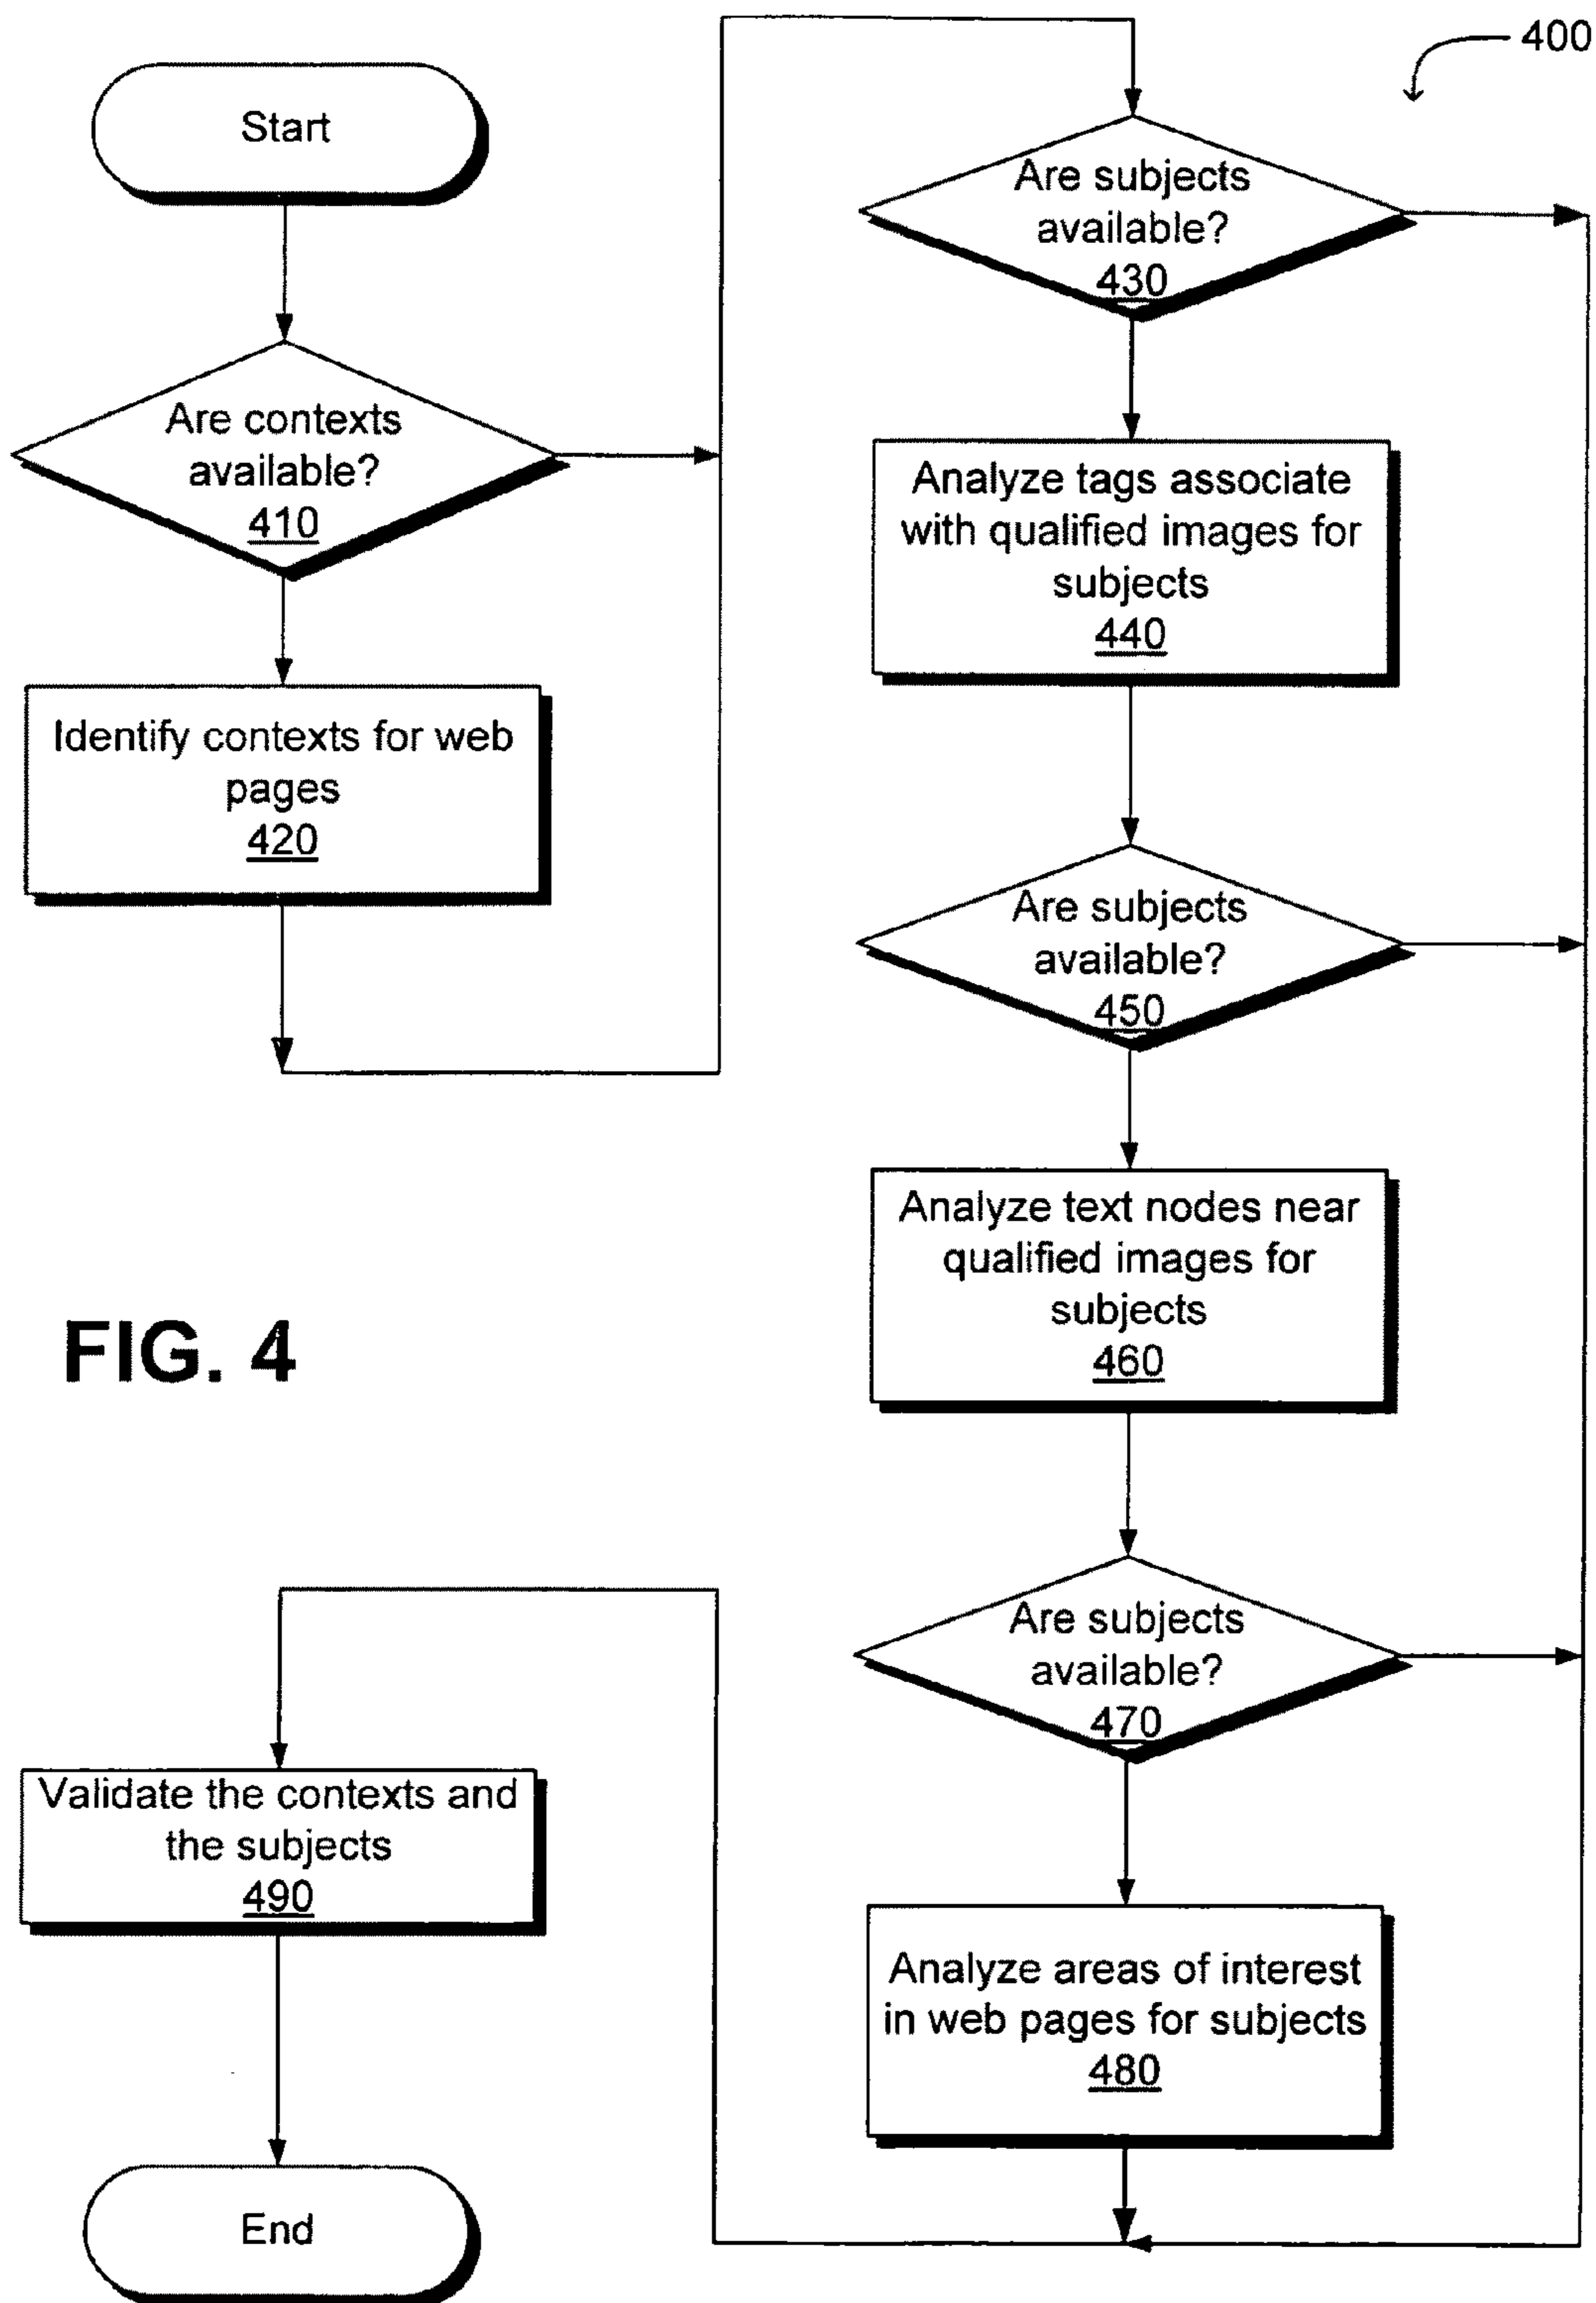 400
Start
Are contexts
available?
410
Identify contexts for web
pages
420
Are subjects
available?
430
Analyze tags associate
with qualified images for
subjects
440
Are subjects
available?
450
Analyze text nodes near
qualified images for
subjects
460
Are subjects
available?
470
Analyze areas of interest
in web pages for subjects
480
Validate the contexts and
the subjects
490
End
FIG. 4